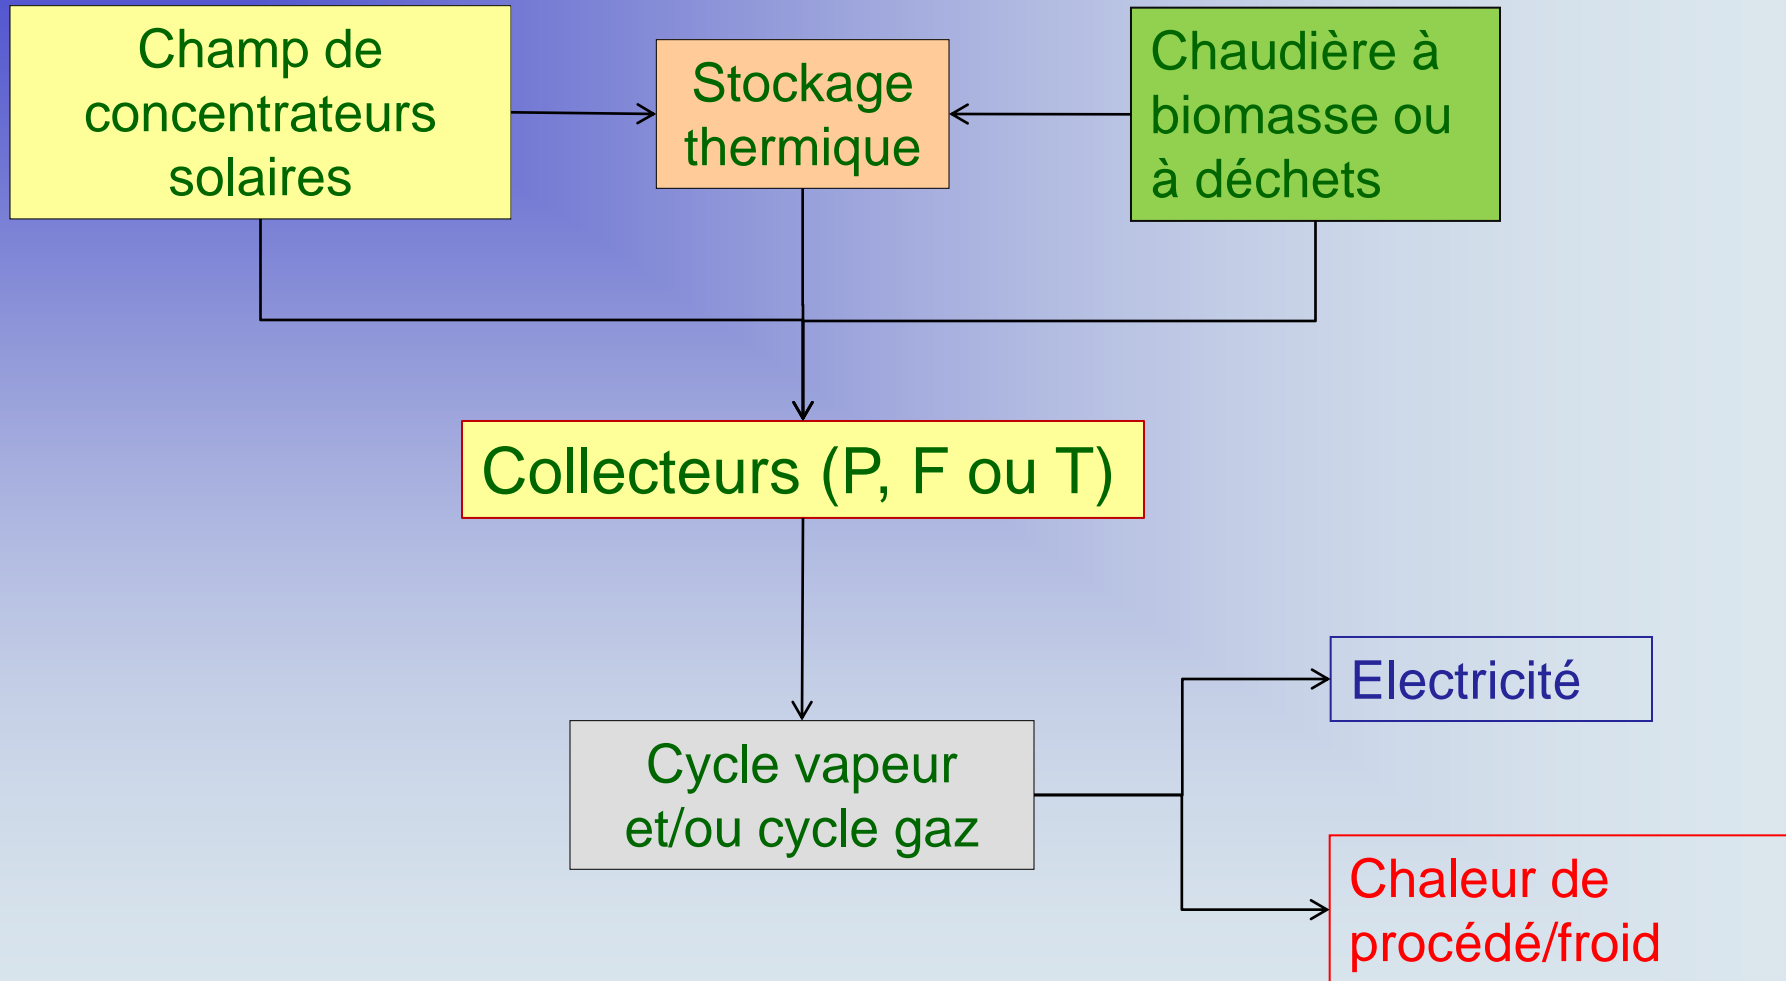 Champ de
concentrateurs
solaires
Stockage
thermique
Chaudière à
biomasse ou
à déchets
Collecteurs (P, F ou T)
Cycle vapeur
et/ou cycle gaz
Electricité
Chaleur de
procédé/froid